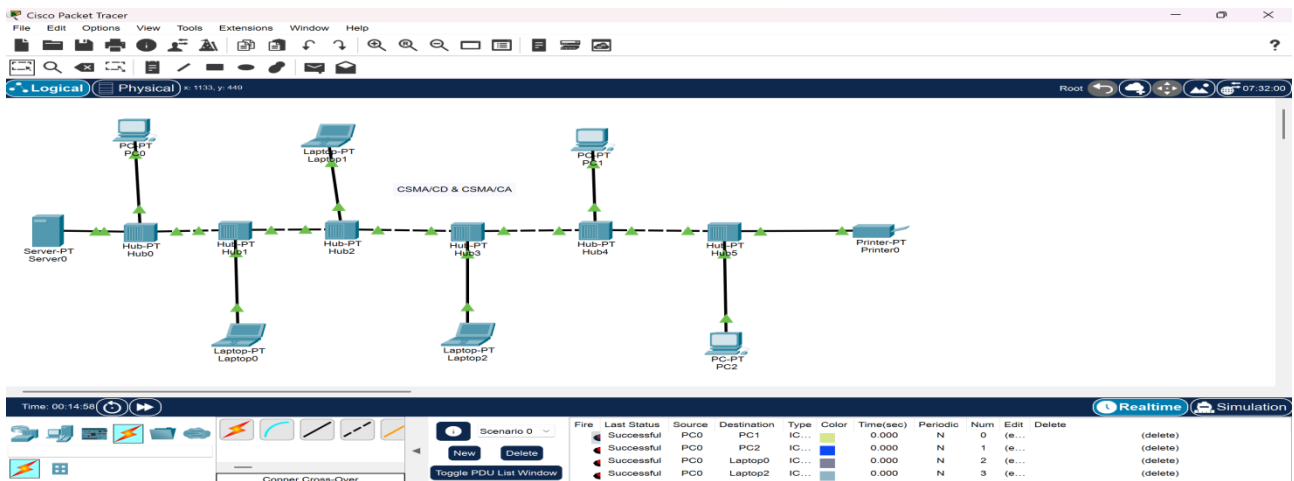 Cisco Packet Tracer
File Edit Options View Tools Extensions Window Help
?
Logical Physical x: 1133, y: 449 Root 07:32:00
PC-PT
PC0
Laptop-PT
Laptop1
PC-PT
PC1
CSMA/CD & CSMA/CA
Server-PT
Server0
Hub-PT
Hub0
Hub-PT
Hub1
Hub-PT
Hub2
Hub-PT
Hub3
Hub-PT
Hub4
Hub-PT
Hub5
Printer-PT
Printer0
Laptop-PT
Laptop0
Laptop-PT
Laptop2
PC-PT
PC2
Time: 00:14:58 Realtime Simulation
Scenario 0
New Delete
Toggle PDU List Window
Copper Cross-Over
Fire Last Status Source Destination Type Color Time(sec) Periodic Num Edit Delete
Successful PC0 PC1 IC... 0.000 N 0 (e... (delete)
Successful PC0 PC2 IC... 0.000 N 1 (e... (delete)
Successful PC0 Laptop0 IC... 0.000 N 2 (e... (delete)
Successful PC0 Laptop2 IC... 0.000 N 3 (e... (delete)